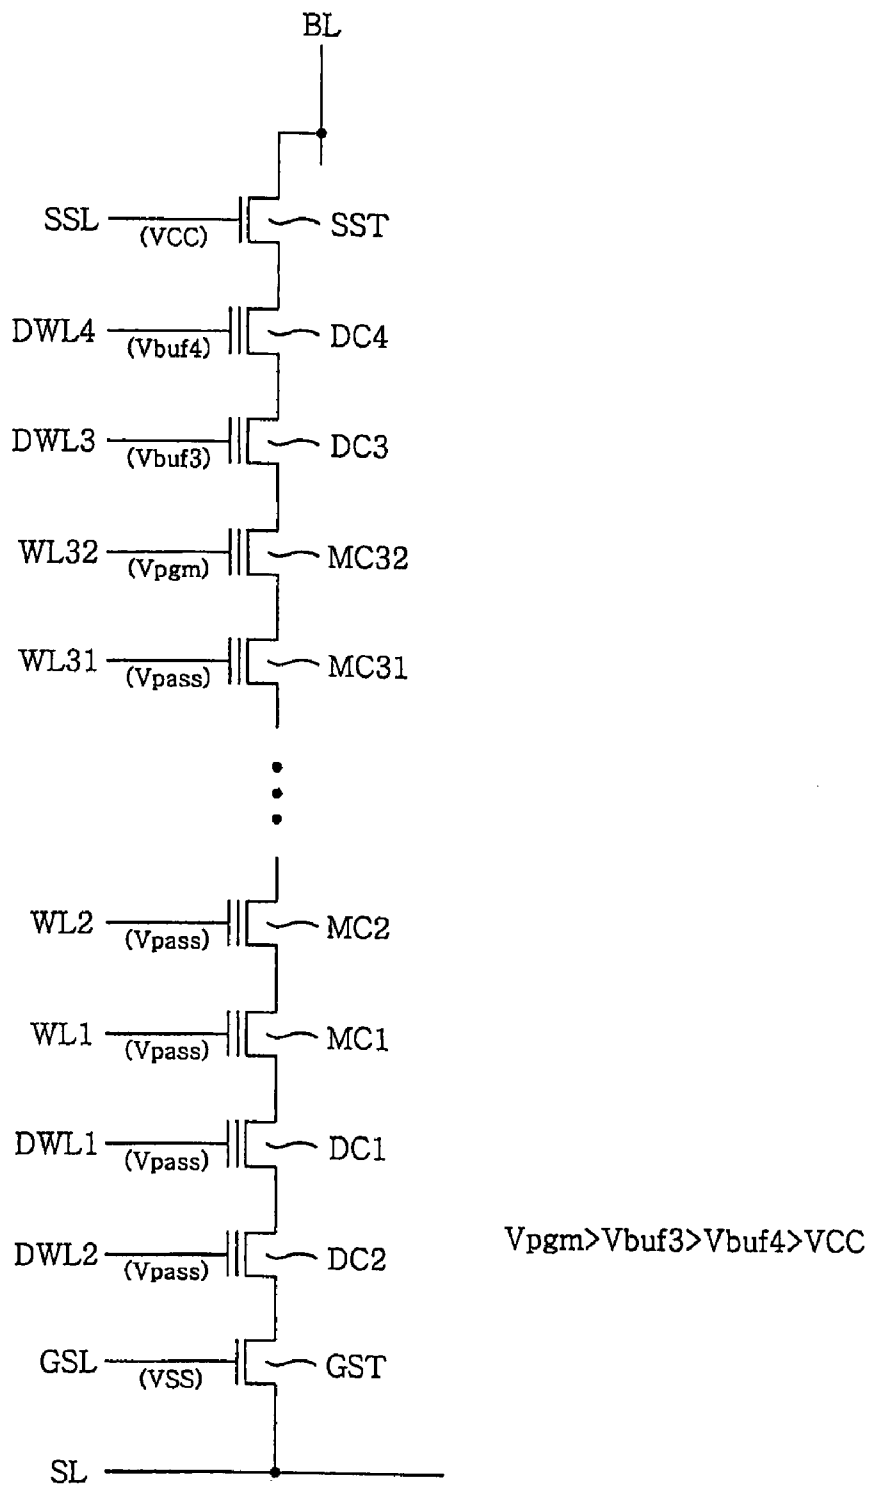 BL
SSL (VCC) SST
DWL4 (Vbuf4) DC4
DWL3 (Vbuf3) DC3
WL32 (Vpgm) MC32
WL31 (Vpass) MC31
WL2 (Vpass) MC2
WL1 (Vpass) MC1
DWL1 (Vpass) DC1
DWL2 (Vpass) DC2
Vpgm>Vbuf3>Vbuf4>VCC
GSL (VSS) GST
SL